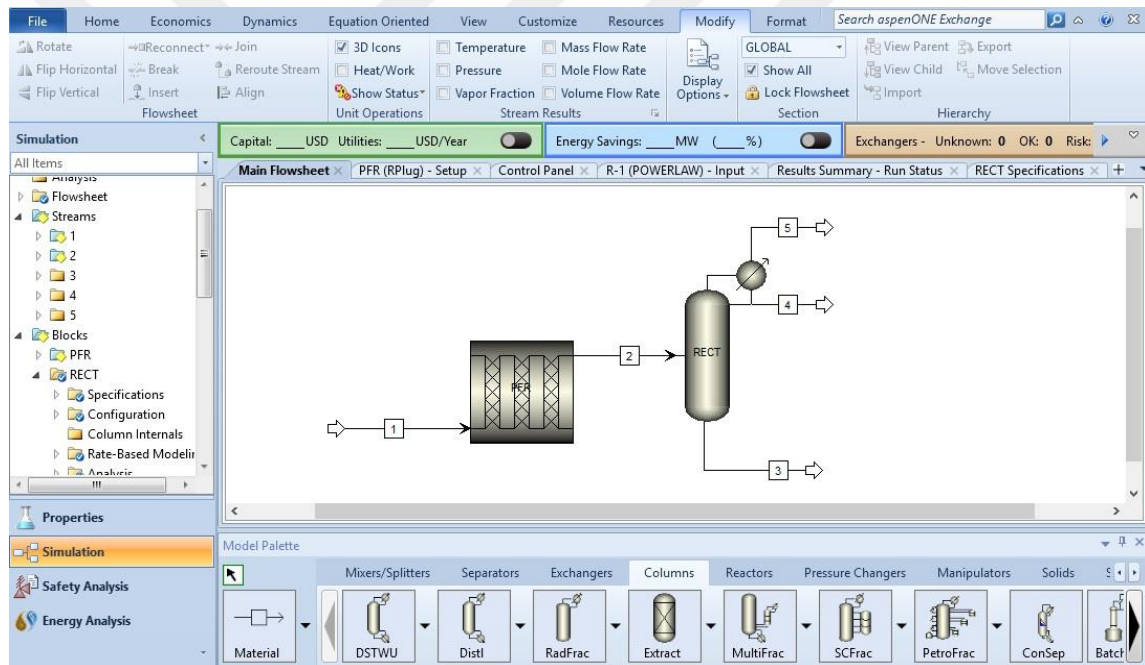 File Home Economics Dynamics Equation Oriented View Customize Resources Modify Format Search aspenONE Exchange
Rotate Reconnect Join 3D Icons Temperature Mass Flow Rate GLOBAL View Parent Export
Flip Horizontal Break Reroute Stream Heat/Work Pressure Mole Flow Rate Display Options Show All View Child Move Selection
Flip Vertical Insert Align Show Status Vapor Fraction Volume Flow Rate Lock Flowsheet Import
Flowsheet Unit Operations Stream Results Section Hierarchy
Simulation Capital: ____USD Utilities: ____USD/Year Energy Savings: ____MW (____%) Exchangers - Unknown: 0 OK: 0 Risk:
All Items
Main Flowsheet PFR (RPlug) - Setup Control Panel R-1 (POWERLAW) - Input Results Summary - Run Status RECT Specifications +
Analysis
Flowsheet
Streams
1
2
3
4
5
Blocks
PFR
RECT
Specifications
Configuration
Column Internals
Rate-Based Modelin
Analysis
5
4
RECT
2
PFR
1
3
Properties
Simulation
Safety Analysis
Energy Analysis
Model Palette
Mixers/Splitters Separators Exchangers Columns Reactors Pressure Changers Manipulators Solids S
Material DSTWU Distl RadFrac Extract MultiFrac SCFrac PetroFrac ConSep Batch